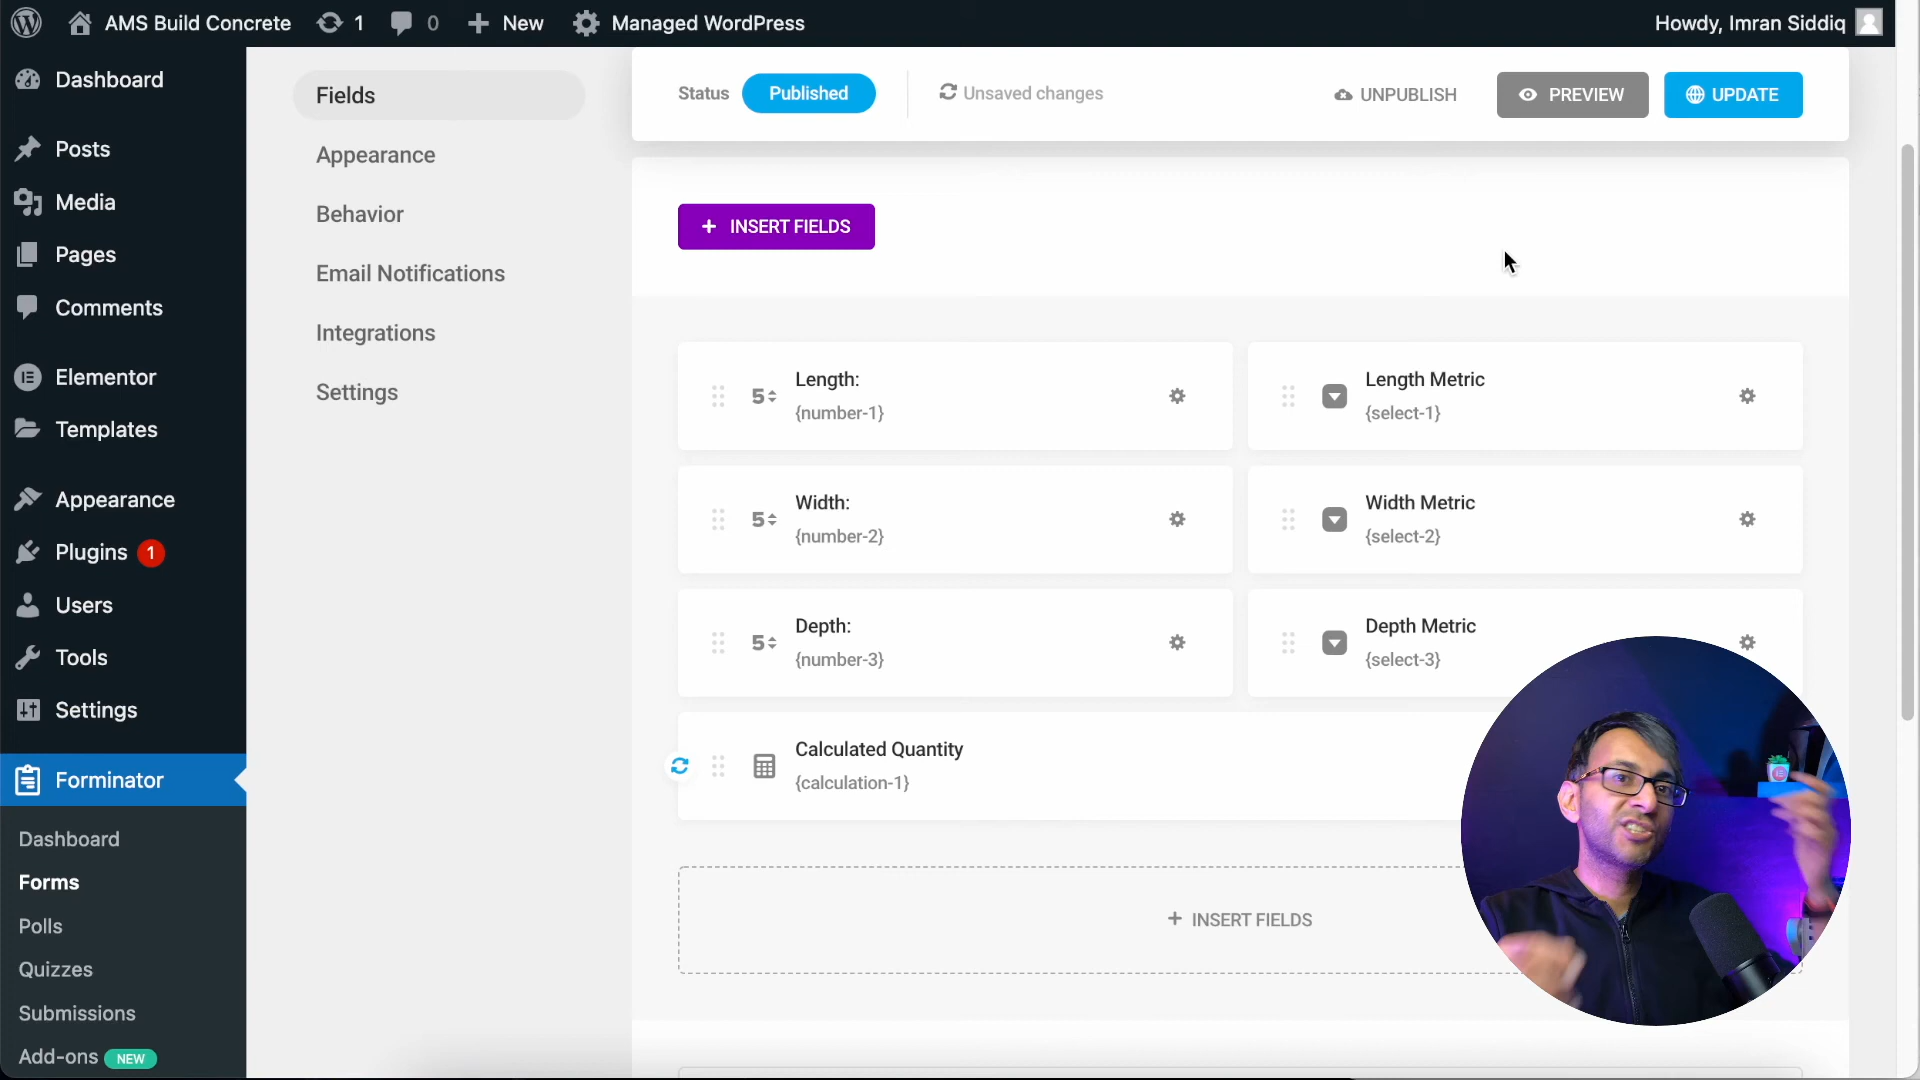 AMS Build Concrete
1
0
New
Managed WordPress
Howdy, Imran Siddiq
Dashboard
Posts
Media
Pages
Comments
Elementor
Templates
Appearance
Plugins 1
Users
Tools
Settings
Forminator
Dashboard
Forms
Polls
Quizzes
Submissions
Add-ons NEW
Fields
Appearance
Behavior
Email Notifications
Integrations
Settings
Status Published
Unsaved changes
UNPUBLISH
PREVIEW
UPDATE
+ INSERT FIELDS
5 Length:
{number-1}
Length Metric
{select-1}
5 Width:
{number-2}
Width Metric
{select-2}
5 Depth:
{number-3}
Depth Metric
{select-3}
Calculated Quantity
{calculation-1}
+ INSERT FIELDS